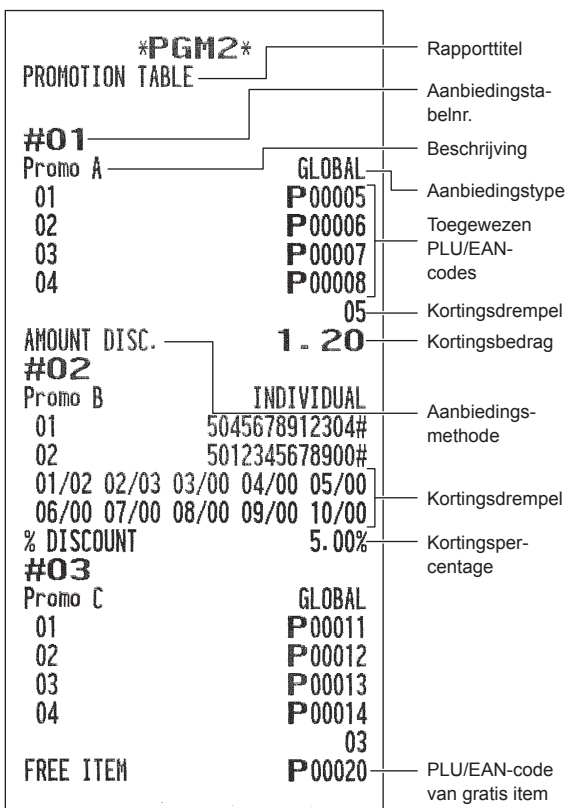 *PGM2*
PROMOTION TABLE
Rapporttitel
#01
Aanbiedingsta-
belnr.
Promo A GLOBAL
Beschrijving
Aanbiedingstype
01 P00005
02 P00006
03 P00007
04 P00008
Toegewezen
PLU/EAN-
codes
05
Kortingsdrempel
AMOUNT DISC. 1.20
Kortingsbedrag
Aanbiedings-
methode
#02
Promo B INDIVIDUAL
01 5045678912304#
02 5012345678900#
01/02 02/03 03/00 04/00 05/00
06/00 07/00 08/00 09/00 10/00
Kortingsdrempel
% DISCOUNT 5.00%
Kortingsper-
centage
#03
Promo C GLOBAL
01 P00011
02 P00012
03 P00013
04 P00014
03
FREE ITEM P00020
PLU/EAN-code
van gratis item